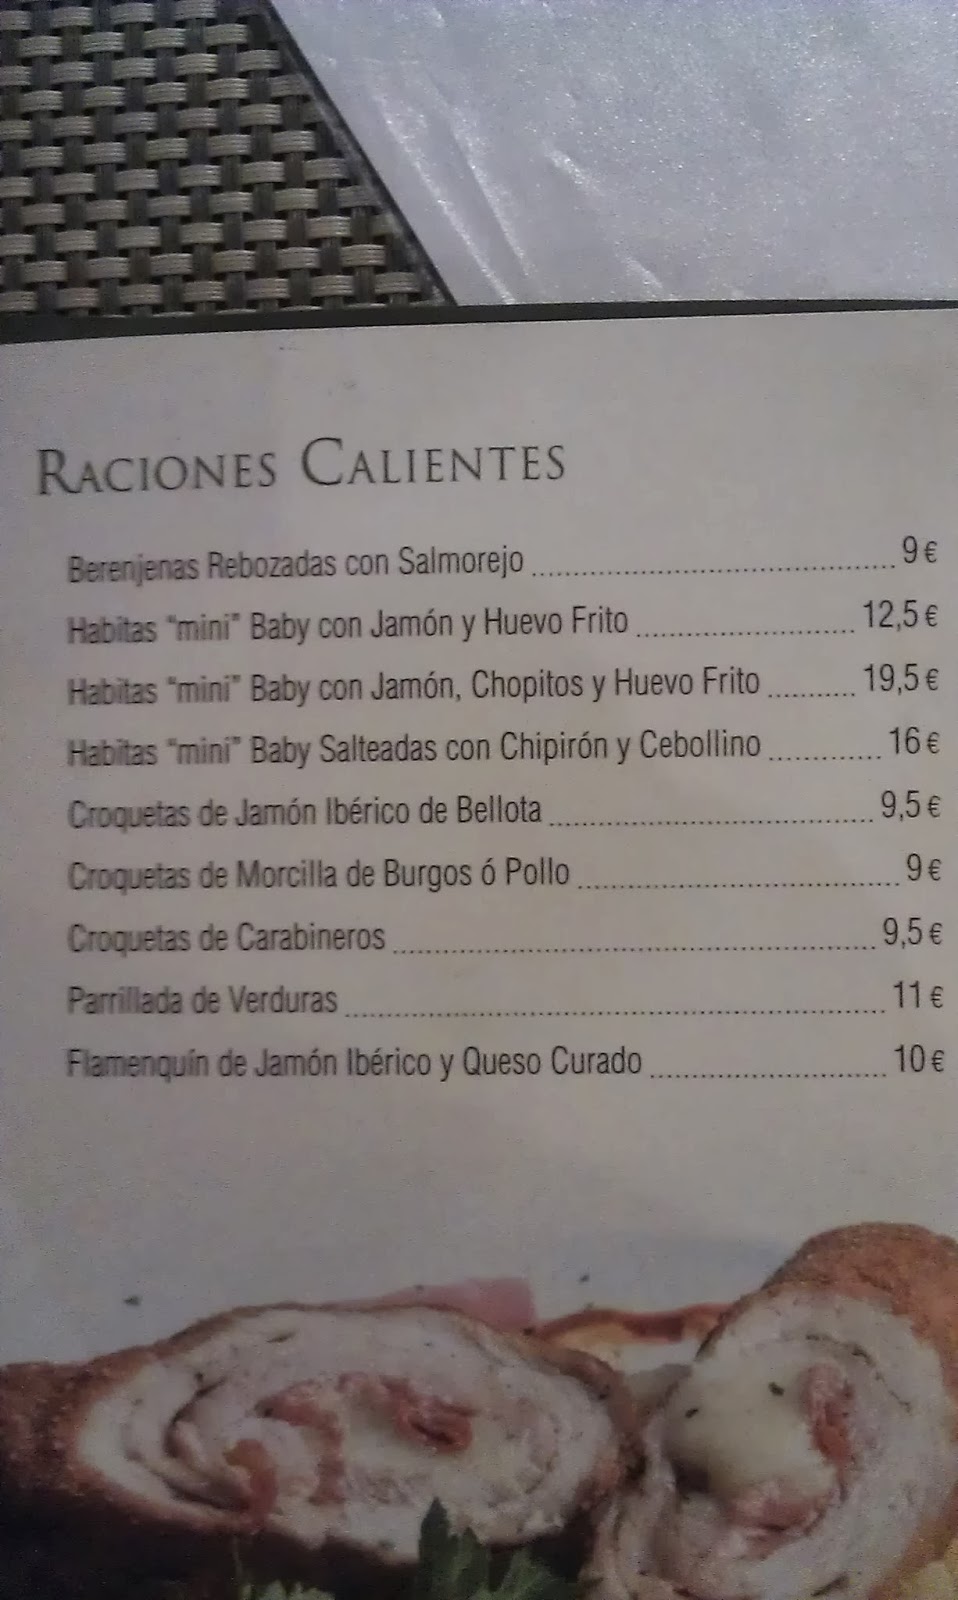 RACIONES CALIENTES
Berenjenas Rebozadas con Salmorejo ........ 9 €
Habitas "mini" Baby con Jamón y Huevo Frito ........ 12,5 €
Habitas "mini" Baby con Jamón, Chopitos y Huevo Frito ........ 19,5 €
Habitas "mini" Baby Salteadas con Chipirón y Cebollino ........ 16 €
Croquetas de Jamón Ibérico de Bellota ........ 9,5 €
Croquetas de Morcilla de Burgos ó Pollo ........ 9 €
Croquetas de Carabineros ........ 9,5 €
Parrillada de Verduras ........ 11 €
Flamenquín de Jamón Ibérico y Queso Curado ........ 10 €